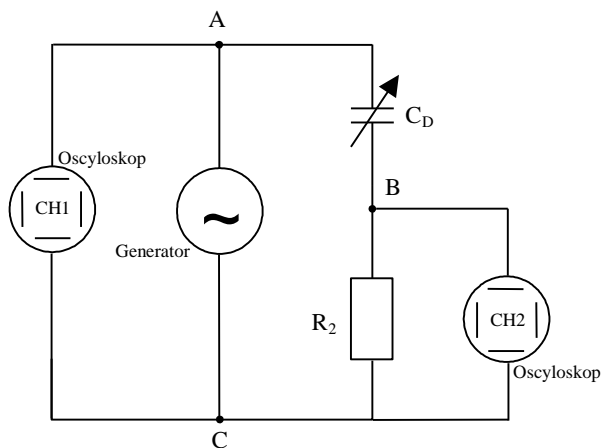 A
C_D
Oscyloskop
B
CH1
~
Generator
R_2
CH2
Oscyloskop
C